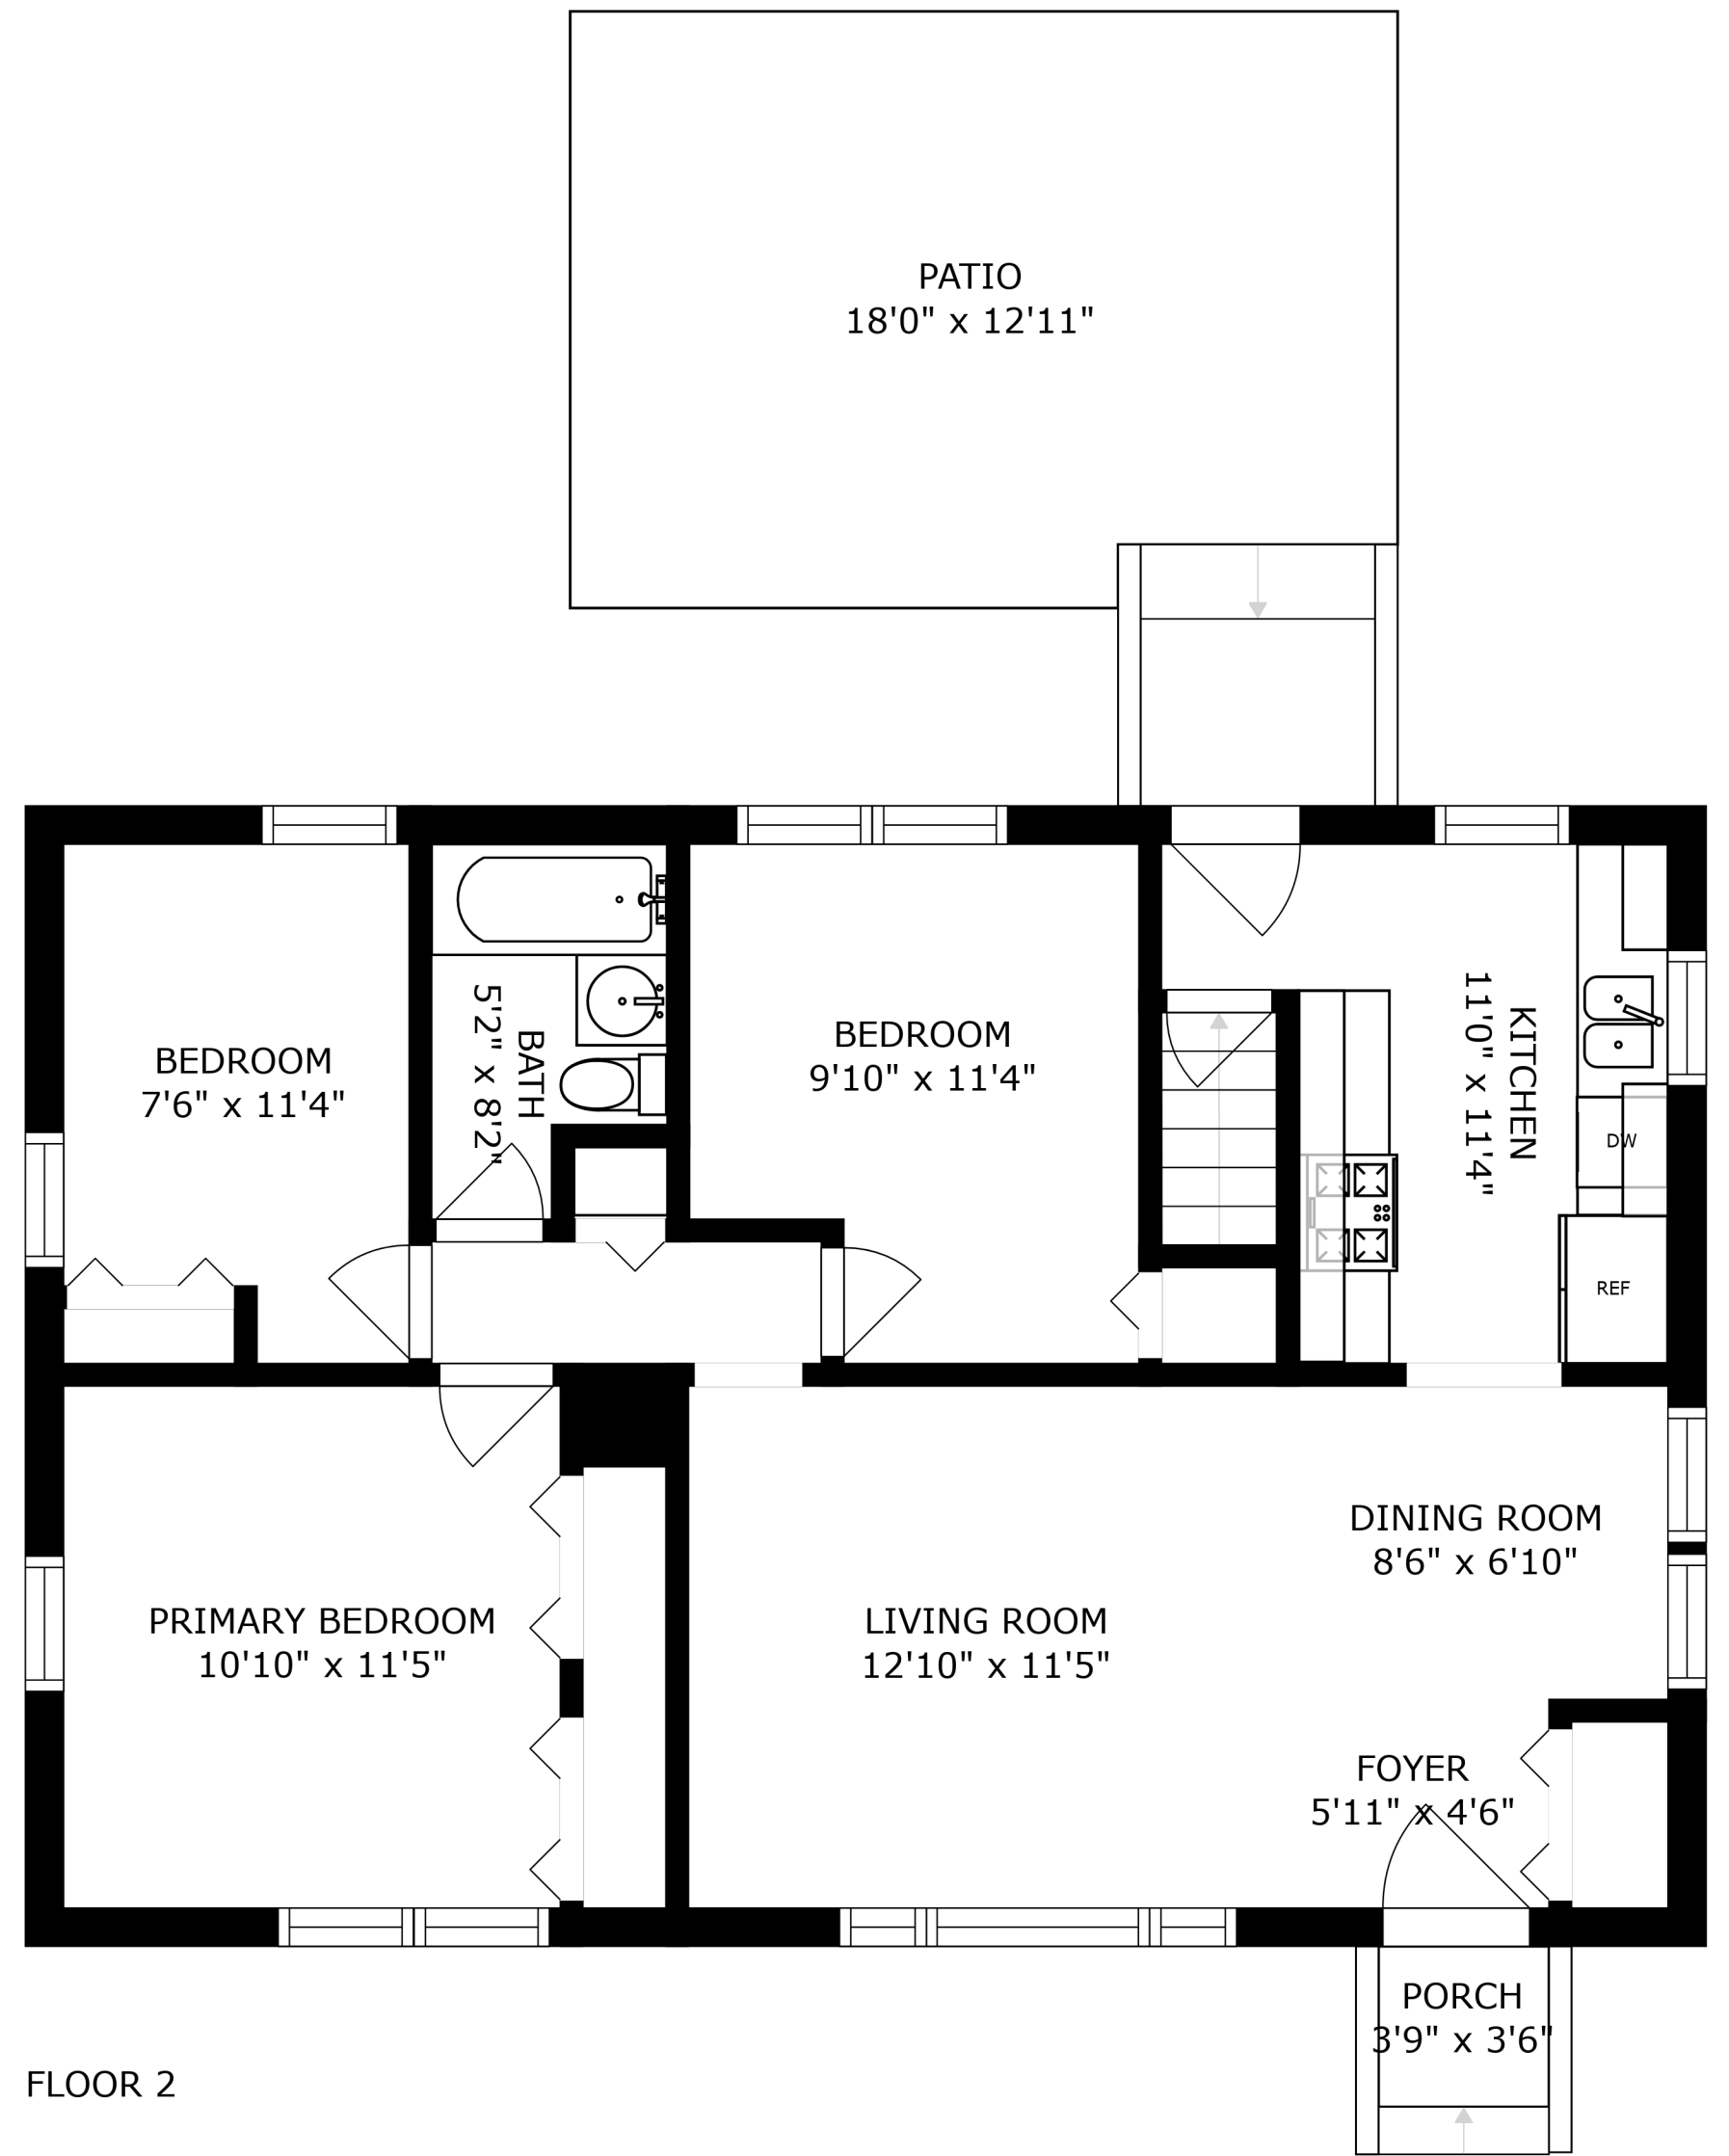 PATIO
18'0" x 12'11"
BEDROOM
7'6" x 11'4"
BATH
5'2" x 8'2"
BEDROOM
9'10" x 11'4"
KITCHEN
11'0" x 11'4"
DW
REF
PRIMARY BEDROOM
10'10" x 11'5"
LIVING ROOM
12'10" x 11'5"
DINING ROOM
8'6" x 6'10"
FOYER
5'11" x 4'6"
PORCH
3'9" x 3'6"
FLOOR 2